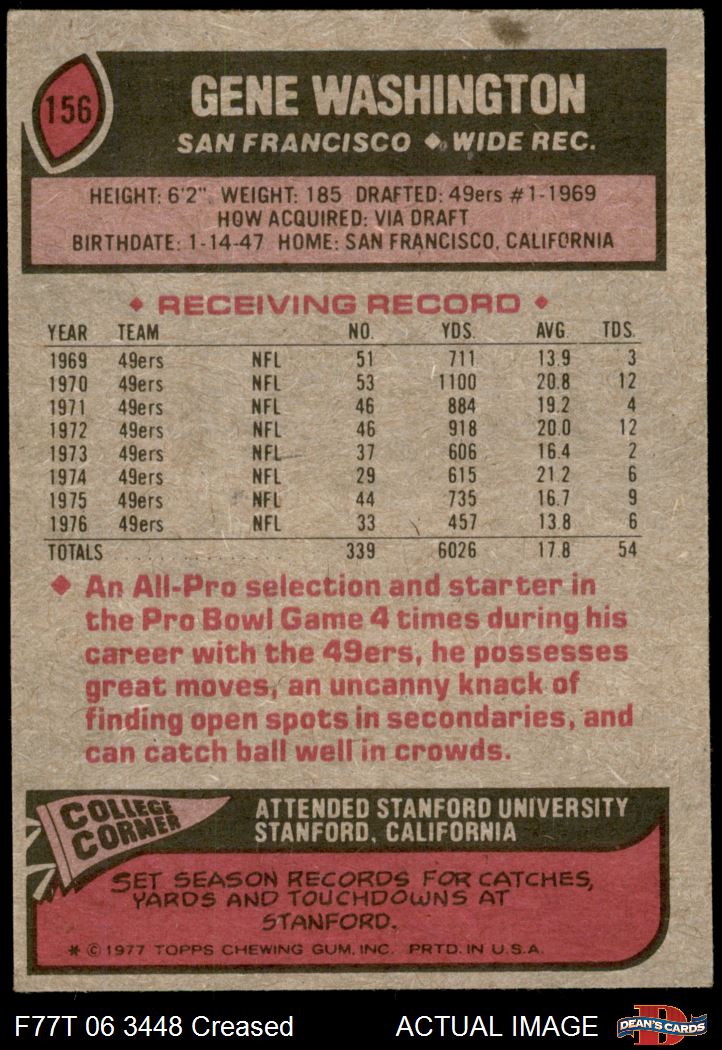 156
GENE WASHINGTON
SAN FRANCISCO ◆ WIDE REC.
HEIGHT: 6'2". WEIGHT: 185 DRAFTED: 49ers #1-1969
HOW ACQUIRED: VIA DRAFT
BIRTHDATE: 1-14-47 HOME: SAN FRANCISCO, CALIFORNIA
◆ RECEIVING RECORD ◆
YEAR TEAM NO. YDS. AVG. TDS.
1969 49ers NFL 51 711 13.9 3
1970 49ers NFL 53 1100 20.8 12
1971 49ers NFL 46 884 19.2 4
1972 49ers NFL 46 918 20.0 12
1973 49ers NFL 37 606 16.4 2
1974 49ers NFL 29 615 21.2 6
1975 49ers NFL 44 735 16.7 9
1976 49ers NFL 33 457 13.8 6
TOTALS 339 6026 17.8 54
◆ An All-Pro selection and starter in
the Pro Bowl Game 4 times during his
career with the 49ers, he possesses
great moves, an uncanny knack of
finding open spots in secondaries, and
can catch ball well in crowds.
COLLEGE
CORNER
ATTENDED STANFORD UNIVERSITY
STANFORD, CALIFORNIA
SET SEASON RECORDS FOR CATCHES,
YARDS AND TOUCHDOWNS AT
STANFORD.
* © 1977 TOPPS CHEWING GUM, INC. PRTD. IN U.S.A.
F77T 06 3448 Creased
ACTUAL IMAGE
D
DEAN'S CARDS